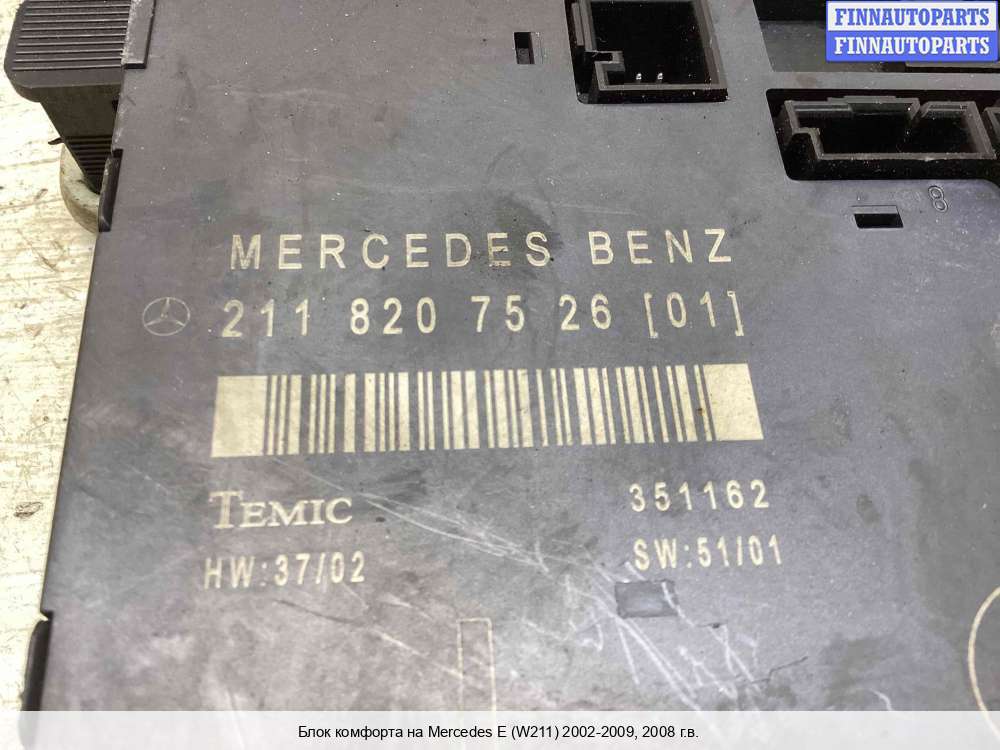 FINNAUTOPARTS
FINNAUTOPARTS
8
MERCEDES BENZ
211 820 75 26 [01]
TEMIC
351162
HW:37/02
SW:51/01
Блок комфорта на Mercedes E (W211) 2002-2009, 2008 г.в.